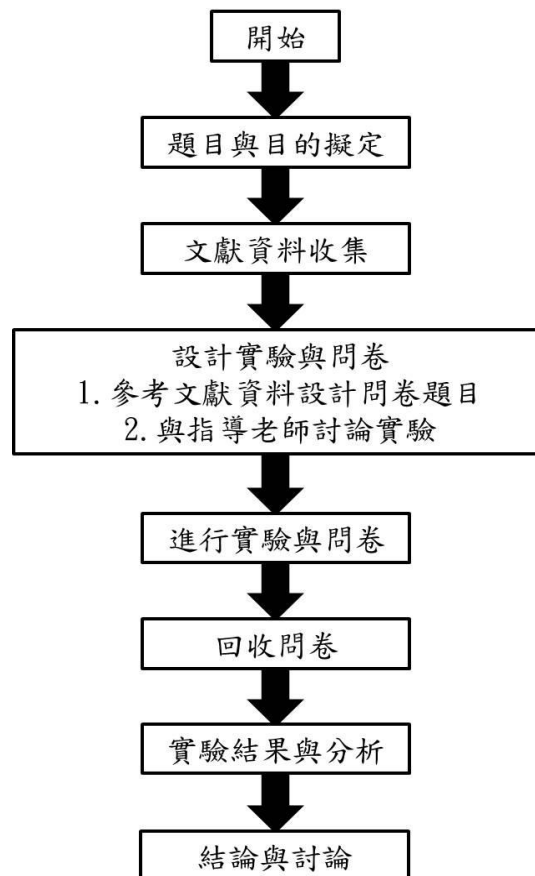 開始
題目與目的擬定
文獻資料收集
設計實驗與問卷
1.參考文獻資料設計問卷題目
2.與指導老師討論實驗
進行實驗與問卷
回收問卷
實驗結果與分析
結論與討論